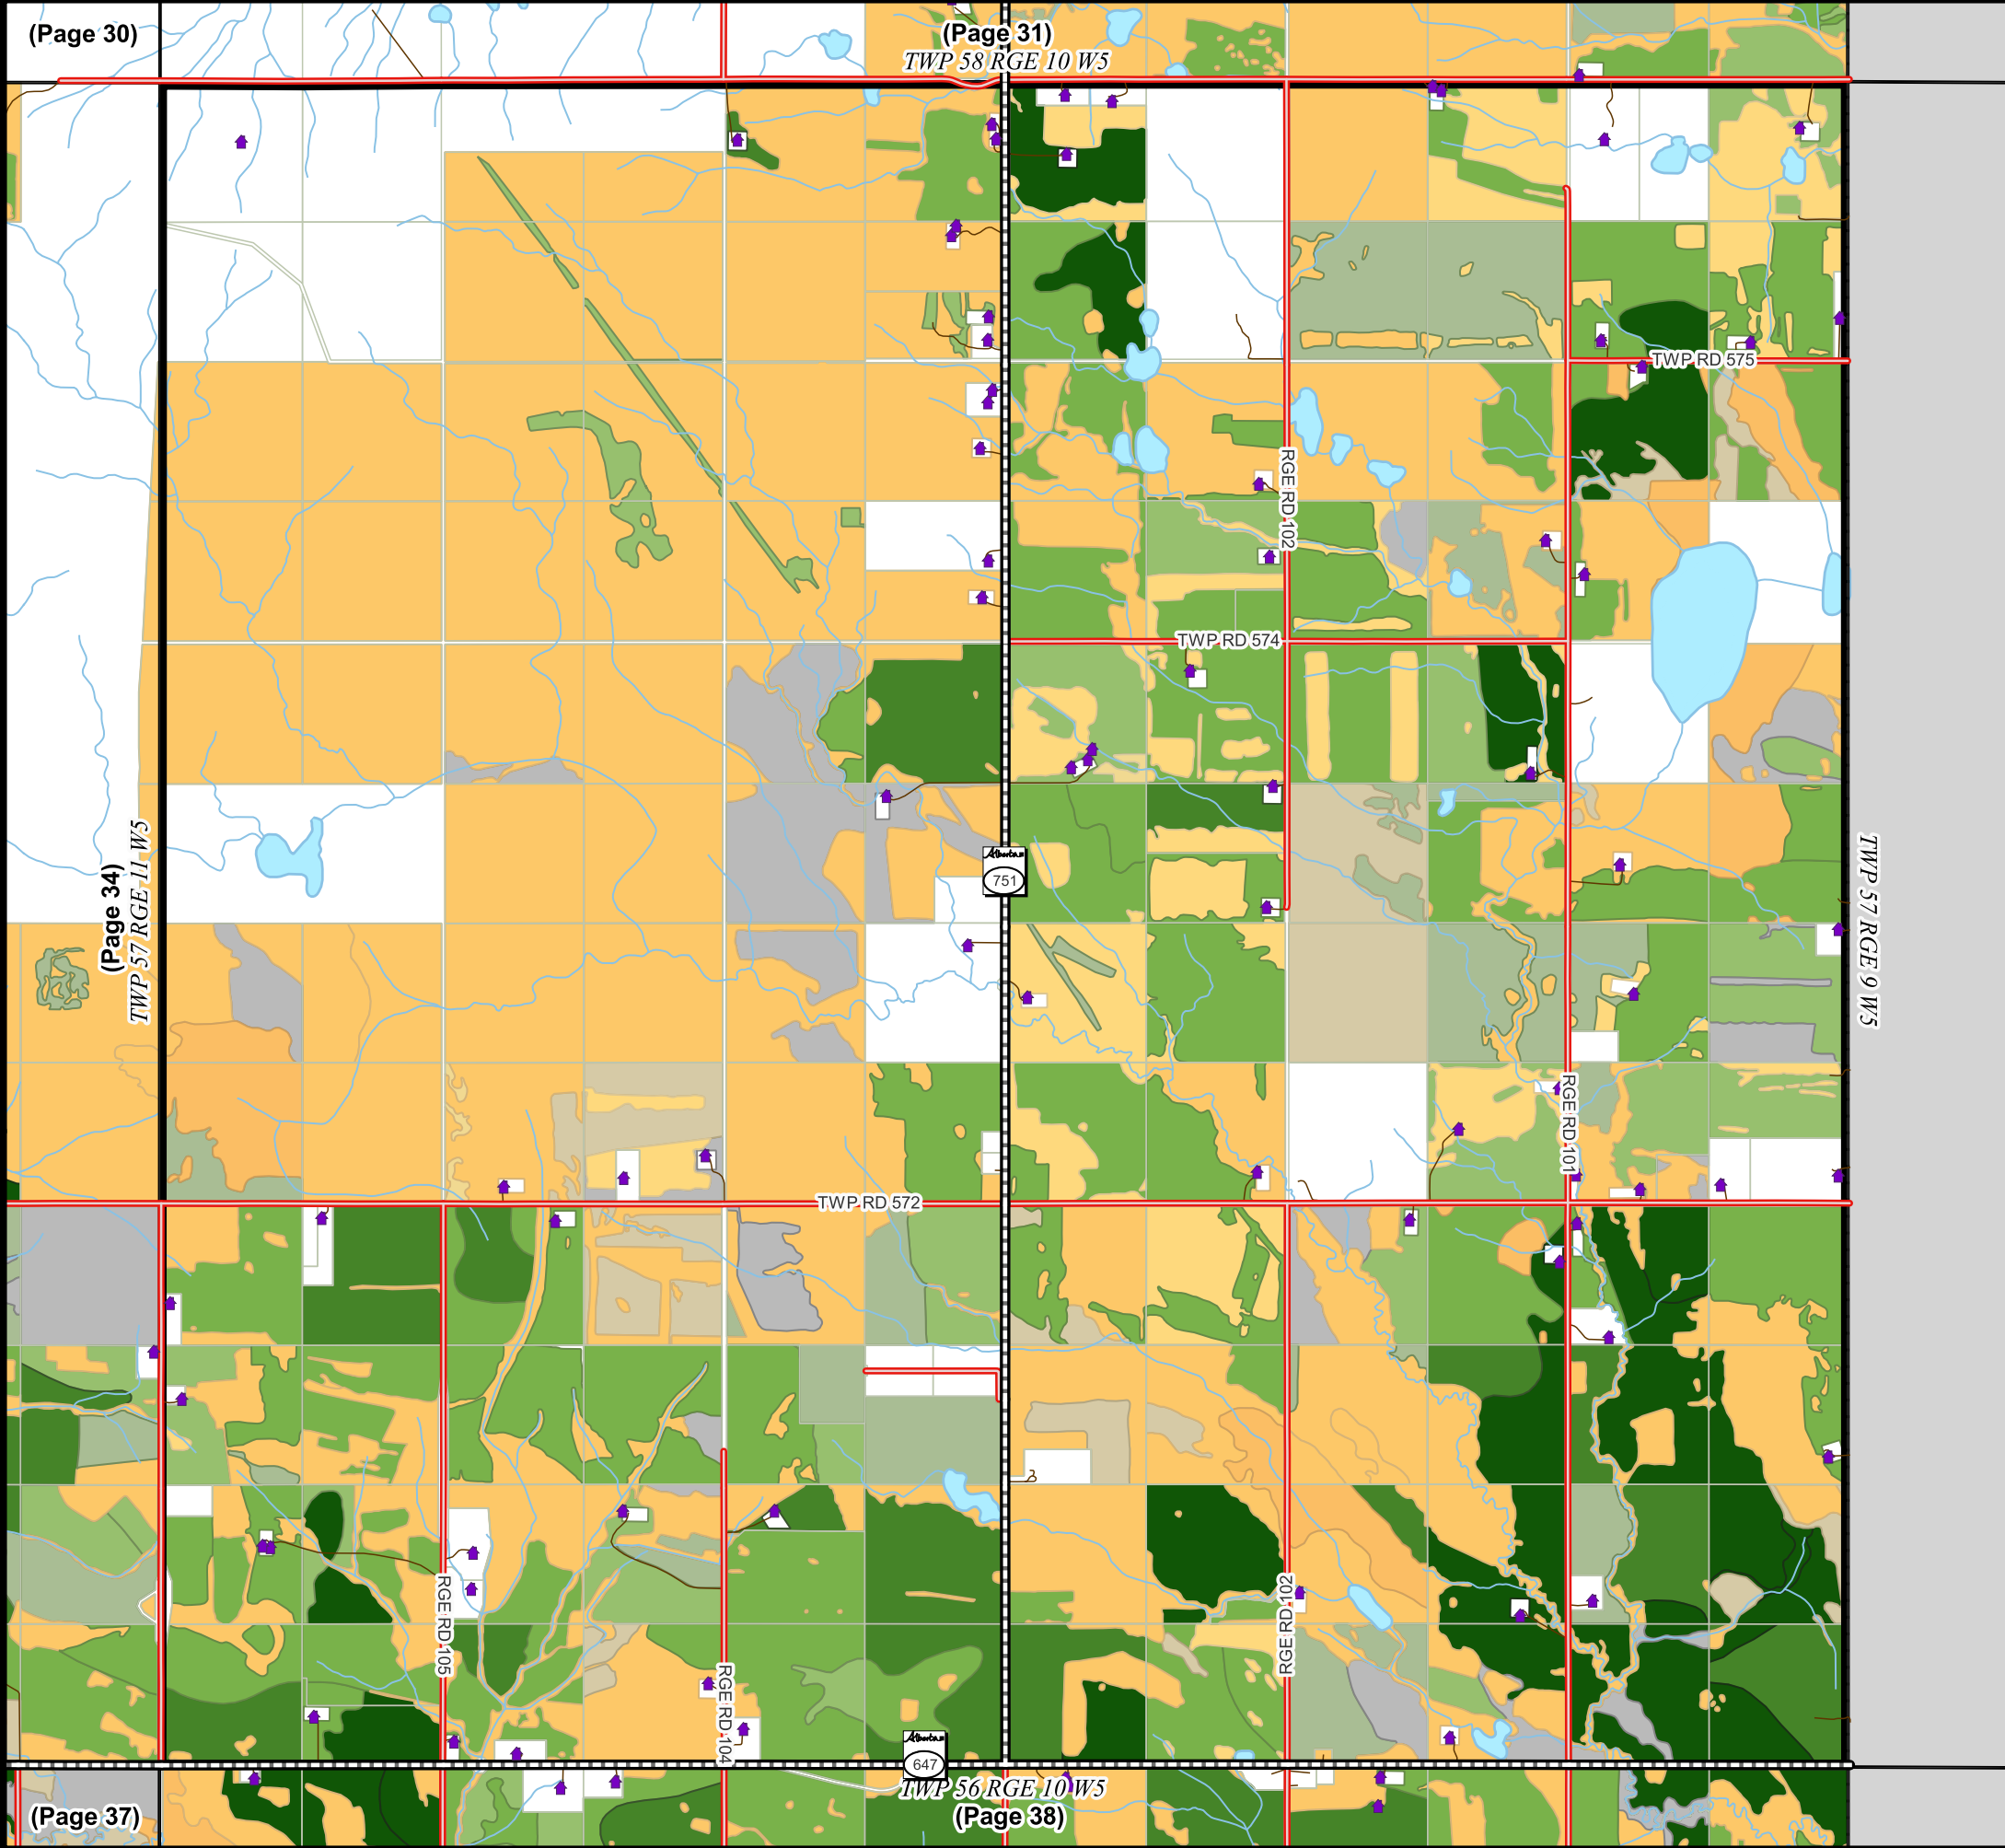 (Page 30)
(Page 31)
TWP 58 RGE 10 W5
TWP RD 575
RGE RD 102
TWP RD 574
(Page 34)
TWP 57 RGE 11 W5
Alberta
751
TWP 57 RGE 9 W5
RGE RD 101
TWP RD 572
RGE RD 105
RGE RD 102
RGE RD 104
Alberta
647
TWP 56 RGE 10 W5
(Page 37)
(Page 38)